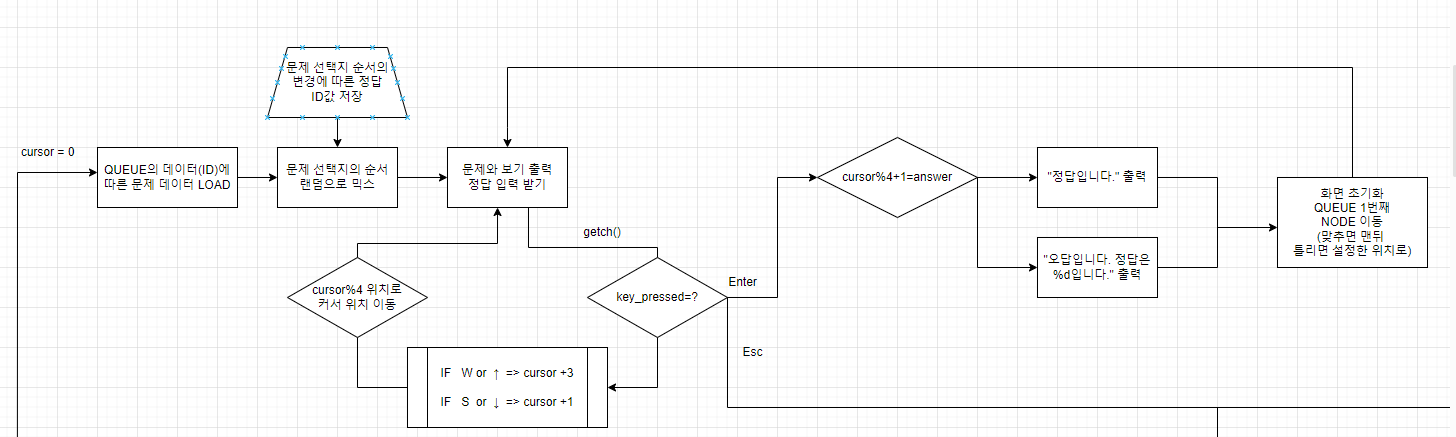 문제 선택지 순서의
변경에 따른 정답
ID값 저장
cursor = 0
QUEUE의 데이터(ID)에
따른 문제 데이터 LOAD
문제 선택지의 순서
랜덤으로 믹스
문제와 보기 출력
정답 입력 받기
cursor%4+1=answer
"정답입니다." 출력
"오답입니다. 정답은
%d입니다." 출력
화면 초기화
QUEUE 1번째
NODE 이동
(맞추면 맨뒤
틀리면 설정한 위치로)
getch()
cursor%4 위치로
커서 위치 이동
key_pressed=?
Enter
Esc
IF W or ↑ => cursor +3
IF S or ↓ => cursor +1